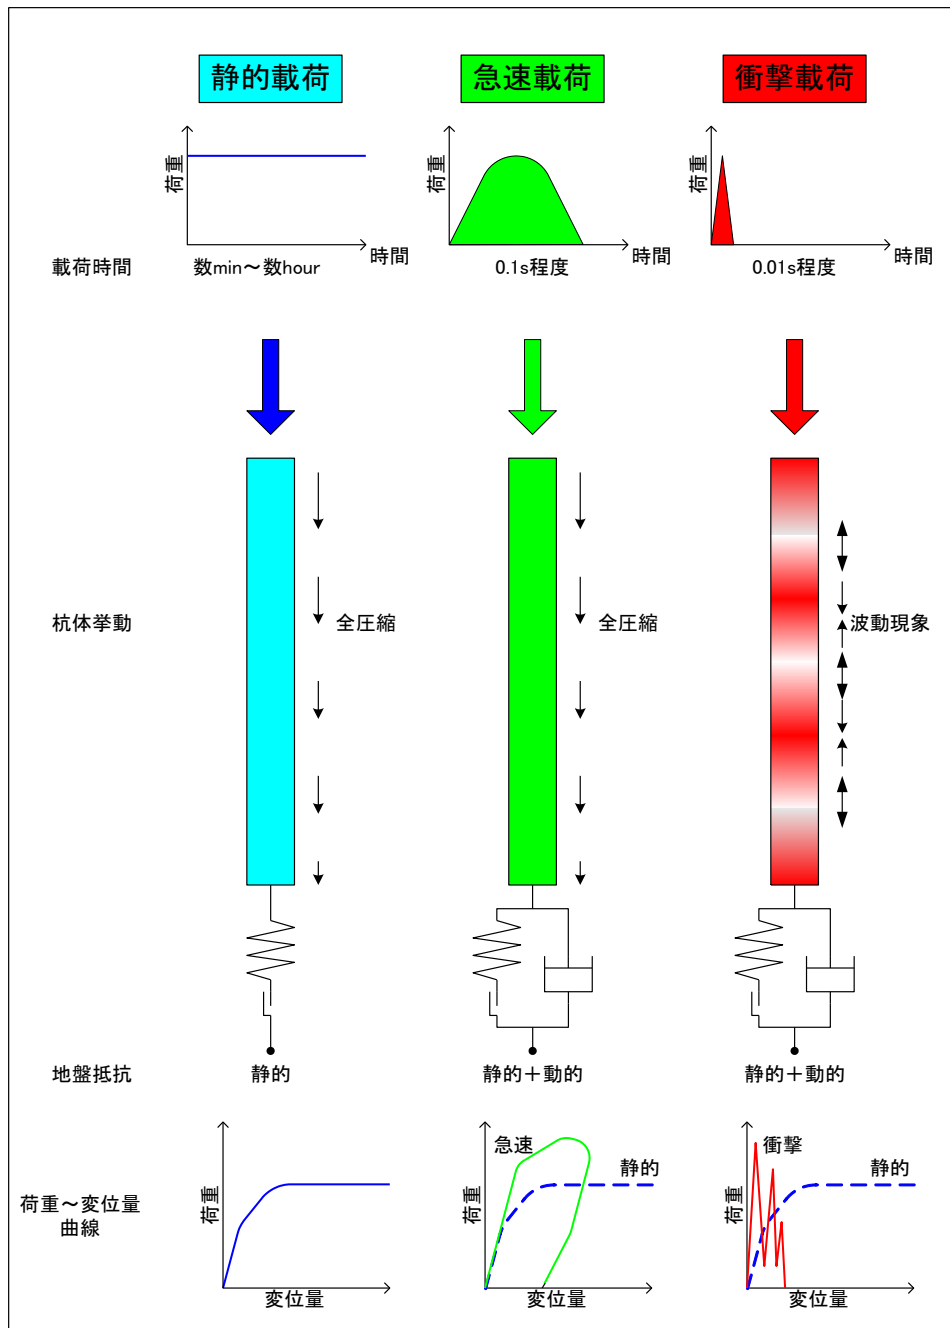 静的載荷
急速載荷
衝撃載荷
荷重
荷重
荷重
時間
時間
時間
載荷時間
数min～数hour
0.1s程度
0.01s程度
杭体挙動
全圧縮
全圧縮
波動現象
地盤抵抗
静的
静的＋動的
静的＋動的
荷重～変位量
曲線
荷重
変位量
急速
静的
荷重
変位量
衝撃
静的
荷重
変位量